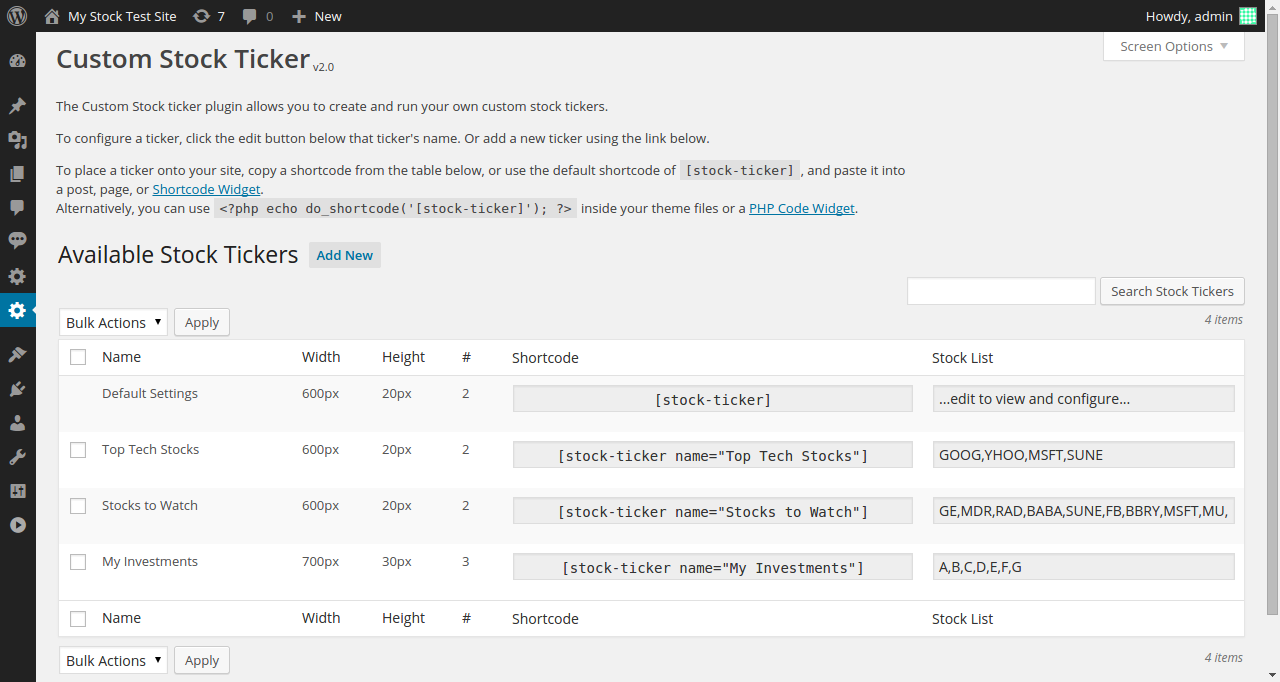 My Stock Test Site 7 0 New Howdy, admin
Screen Options
Custom Stock Ticker v2.0
The Custom Stock ticker plugin allows you to create and run your own custom stock tickers.
To configure a ticker, click the edit button below that ticker's name. Or add a new ticker using the link below.
To place a ticker onto your site, copy a shortcode from the table below, or use the default shortcode of [stock-ticker] , and paste it into
a post, page, or Shortcode Widget.
Alternatively, you can use <?php echo do_shortcode('[stock-ticker]'); ?> inside your theme files or a PHP Code Widget.
Available Stock Tickers Add New
Search Stock Tickers
Bulk Actions Apply 4 items
Name Width Height # Shortcode Stock List
Default Settings 600px 20px 2 [stock-ticker] ...edit to view and configure...
Top Tech Stocks 600px 20px 2 [stock-ticker name="Top Tech Stocks"] GOOG,YHOO,MSFT,SUNE
Stocks to Watch 600px 20px 2 [stock-ticker name="Stocks to Watch"] GE,MDR,RAD,BABA,SUNE,FB,BBRY,MSFT,MU,
My Investments 700px 30px 3 [stock-ticker name="My Investments"] A,B,C,D,E,F,G
Name Width Height # Shortcode Stock List
Bulk Actions Apply 4 items